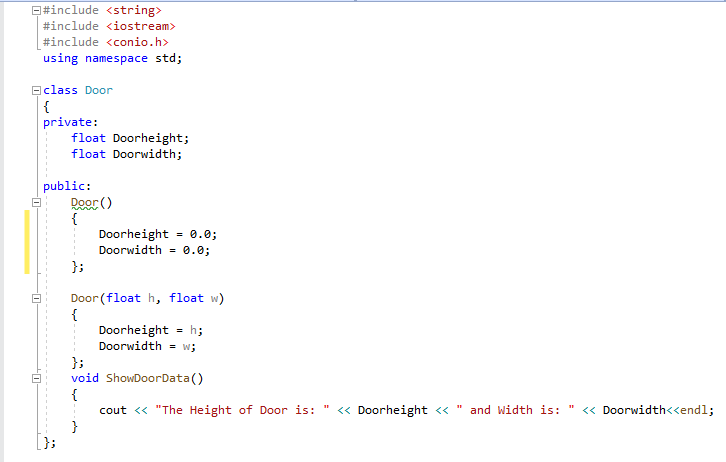 #include <string>
#include <iostream>
#include <conio.h>
using namespace std;
class Door
{
private:
float Doorheight;
float Doorwidth;
public:
Door()
{
Doorheight = 0.0;
Doorwidth = 0.0;
};
Door(float h, float w)
{
Doorheight = h;
Doorwidth = w;
};
void ShowDoorData()
{
cout << "The Height of Door is: " << Doorheight << " and Width is: " << Doorwidth<<endl;
}
};